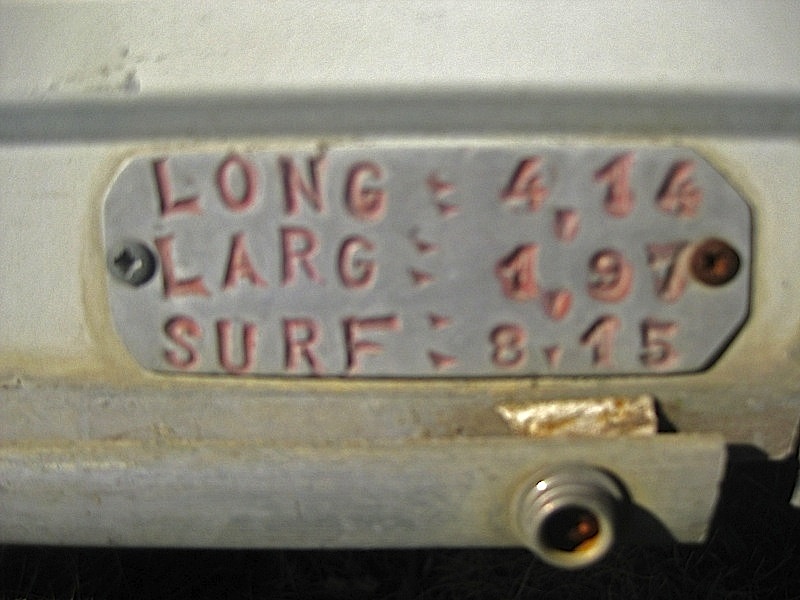 LONG : 4,14
LARG : 1,97
SURF : 8,15